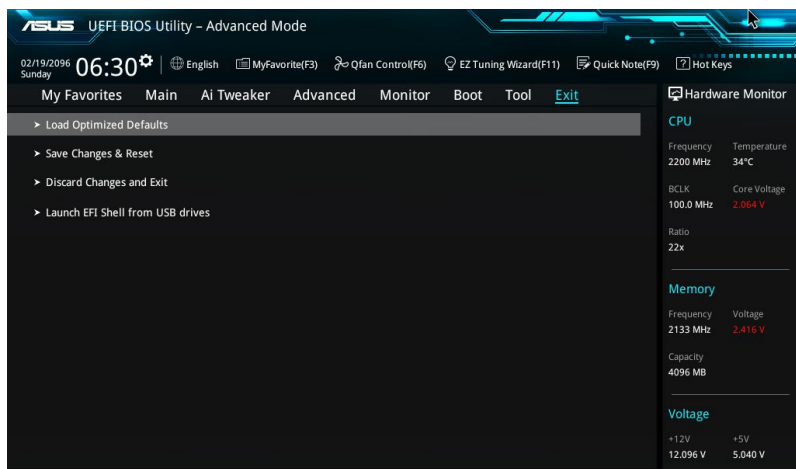 ASUS UEFI BIOS Utility – Advanced Mode
02/19/2096 Sunday 06:30 English MyFavorite(F3) Qfan Control(F6) EZ Tuning Wizard(F11) Quick Note(F9) ? Hot Keys
My Favorites Main Ai Tweaker Advanced Monitor Boot Tool Exit
Hardware Monitor
➤ Load Optimized Defaults
➤ Save Changes & Reset
➤ Discard Changes and Exit
➤ Launch EFI Shell from USB drives
CPU
Frequency Temperature
2200 MHz 34°C
BCLK Core Voltage
100.0 MHz 2.064 V
Ratio
22x
Memory
Frequency Voltage
2133 MHz 2.416 V
Capacity
4096 MB
Voltage
+12V +5V
12.096 V 5.040 V